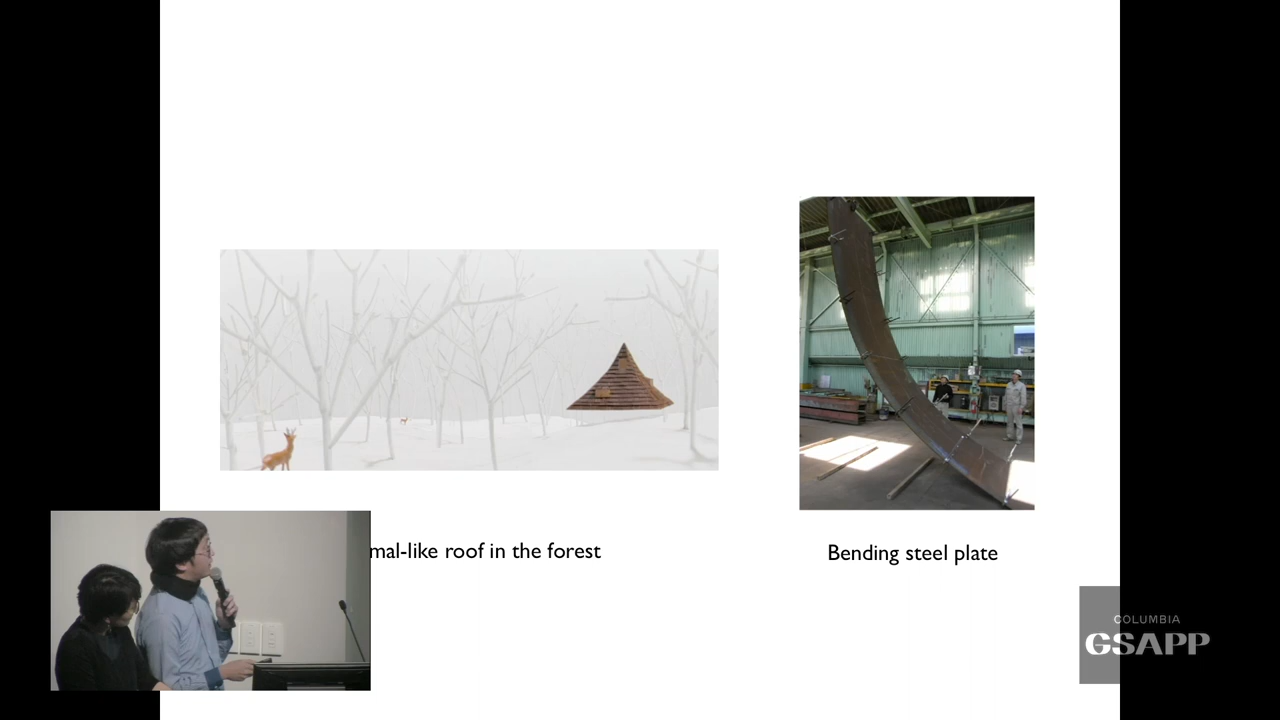 mal-like roof in the forest
Bending steel plate
COLUMBIA
GSAPP